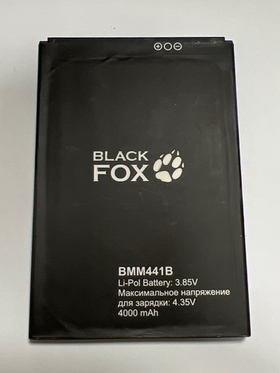 BLACK
FOX
BMM441B
Li-Pol Battery: 3.85V
Максимальное напряжение
для зарядки: 4.35V
4000 mAh